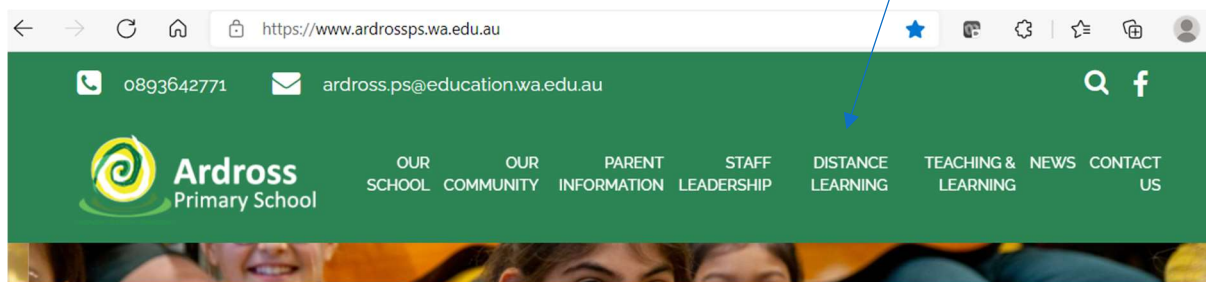 https://www.ardrossps.wa.edu.au
0893642771 ardross.ps@education.wa.edu.au
Ardross
Primary School
OUR
SCHOOL
OUR
COMMUNITY
PARENT
INFORMATION
STAFF
LEADERSHIP
DISTANCE
LEARNING
TEACHING &
LEARNING
NEWS
CONTACT
US